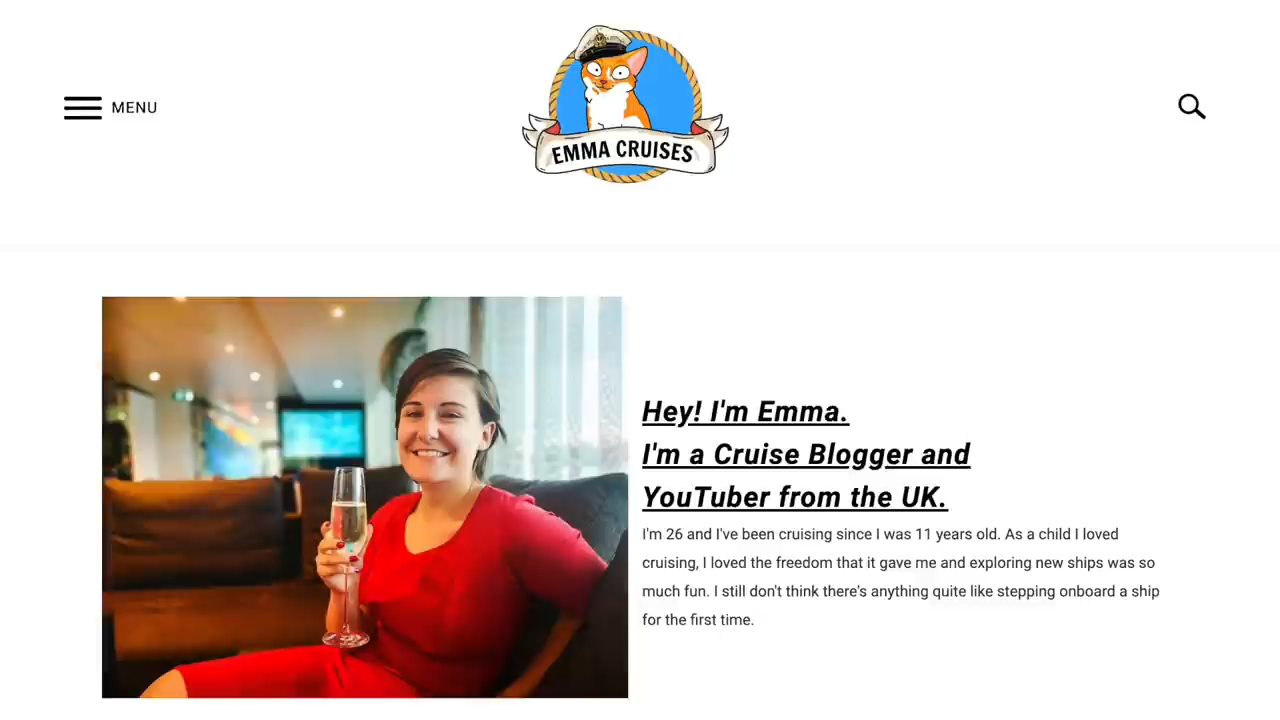 MENU
EMMA CRUISES
Hey! I'm Emma.
I'm a Cruise Blogger and
YouTuber from the UK.
I'm 26 and I've been cruising since I was 11 years old. As a child I loved
cruising, I loved the freedom that it gave me and exploring new ships was so
much fun. I still don't think there's anything quite like stepping onboard a ship
for the first time.